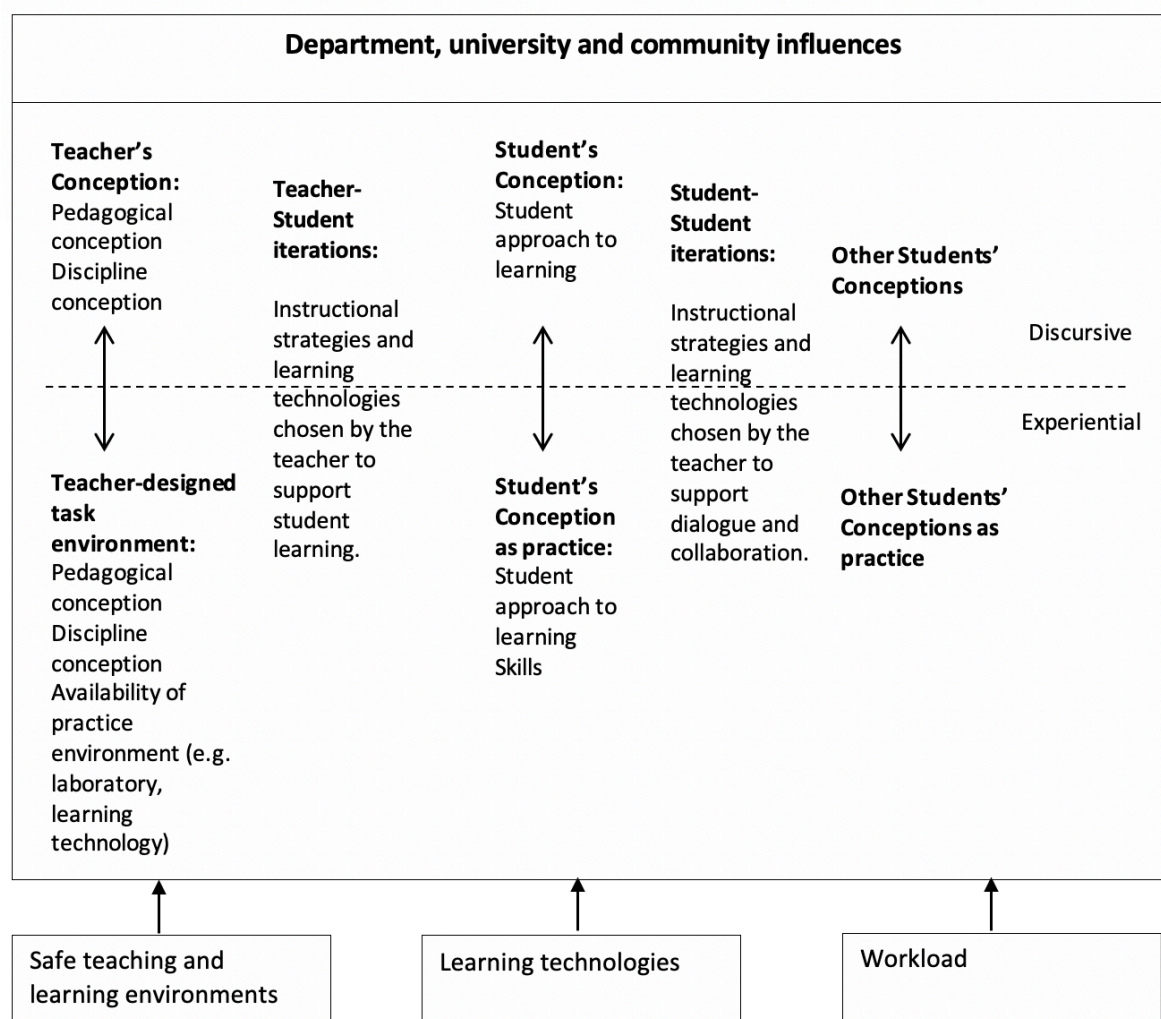 Department, university and community influences
Teacher's
Conception:
Pedagogical
conception
Discipline
conception
Teacher-
Student
iterations:
Instructional
strategies and
learning
technologies
chosen by the
teacher to
support
student
learning.
Student's
Conception:
Student
approach to
learning
Student-
Student
iterations:
Instructional
strategies and
learning
technologies
chosen by the
teacher to
support
dialogue and
collaboration.
Other Students'
Conceptions
Discursive
Experiential
Teacher-designed
task
environment:
Pedagogical
conception
Discipline
conception
Availability of
practice
environment (e.g.
laboratory,
learning
technology)
Student's
Conception
as practice:
Student
approach to
learning
Skills
Other Students'
Conceptions as
practice
Safe teaching and
learning environments
Learning technologies
Workload